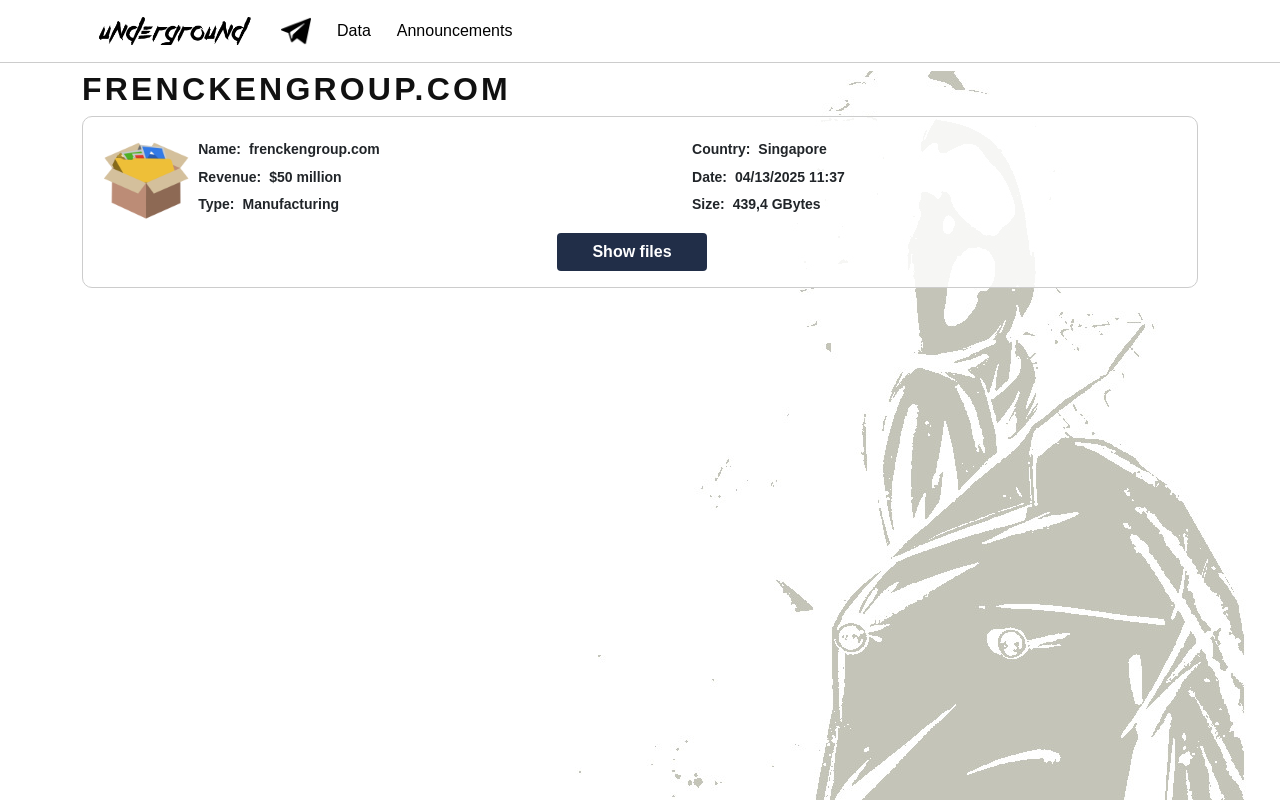 underground
Data
Announcements
FRENCKENGROUP.COM
Name: frenckengroup.com
Revenue: $50 million
Type: Manufacturing
Country: Singapore
Date: 04/13/2025 11:37
Size: 439,4 GBytes
Show files